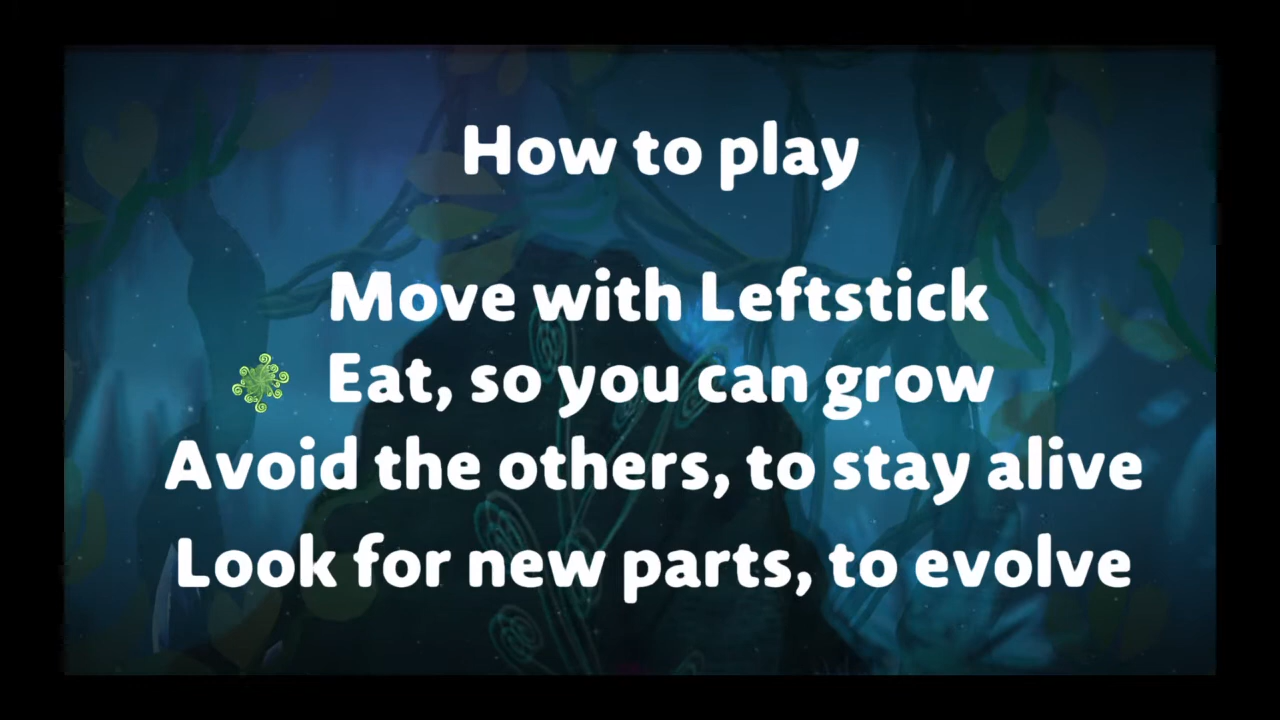 How to play
Move with Leftstick
Eat, so you can grow
Avoid the others, to stay alive
Look for new parts, to evolve